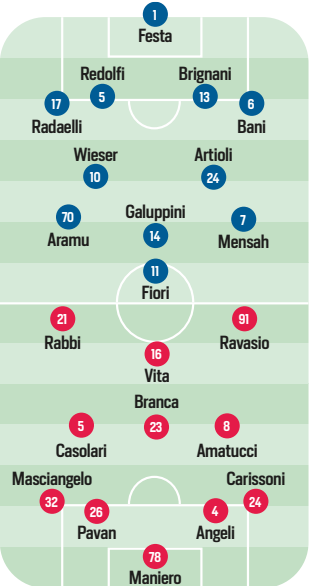 1
Festa
Redolfi Brignani
17 5 13 6
Radaelli Bani
Wieser Artioli
10 24
70 Galuppini 7
Aramu 14 Mensah
11
Fiori
21 91
Rabbi Ravasio
16
Vita
Branca
5 23 8
Casolari Amatucci
Masciangelo Carissoni
32 26 4 24
Pavan Angeli
78
Maniero